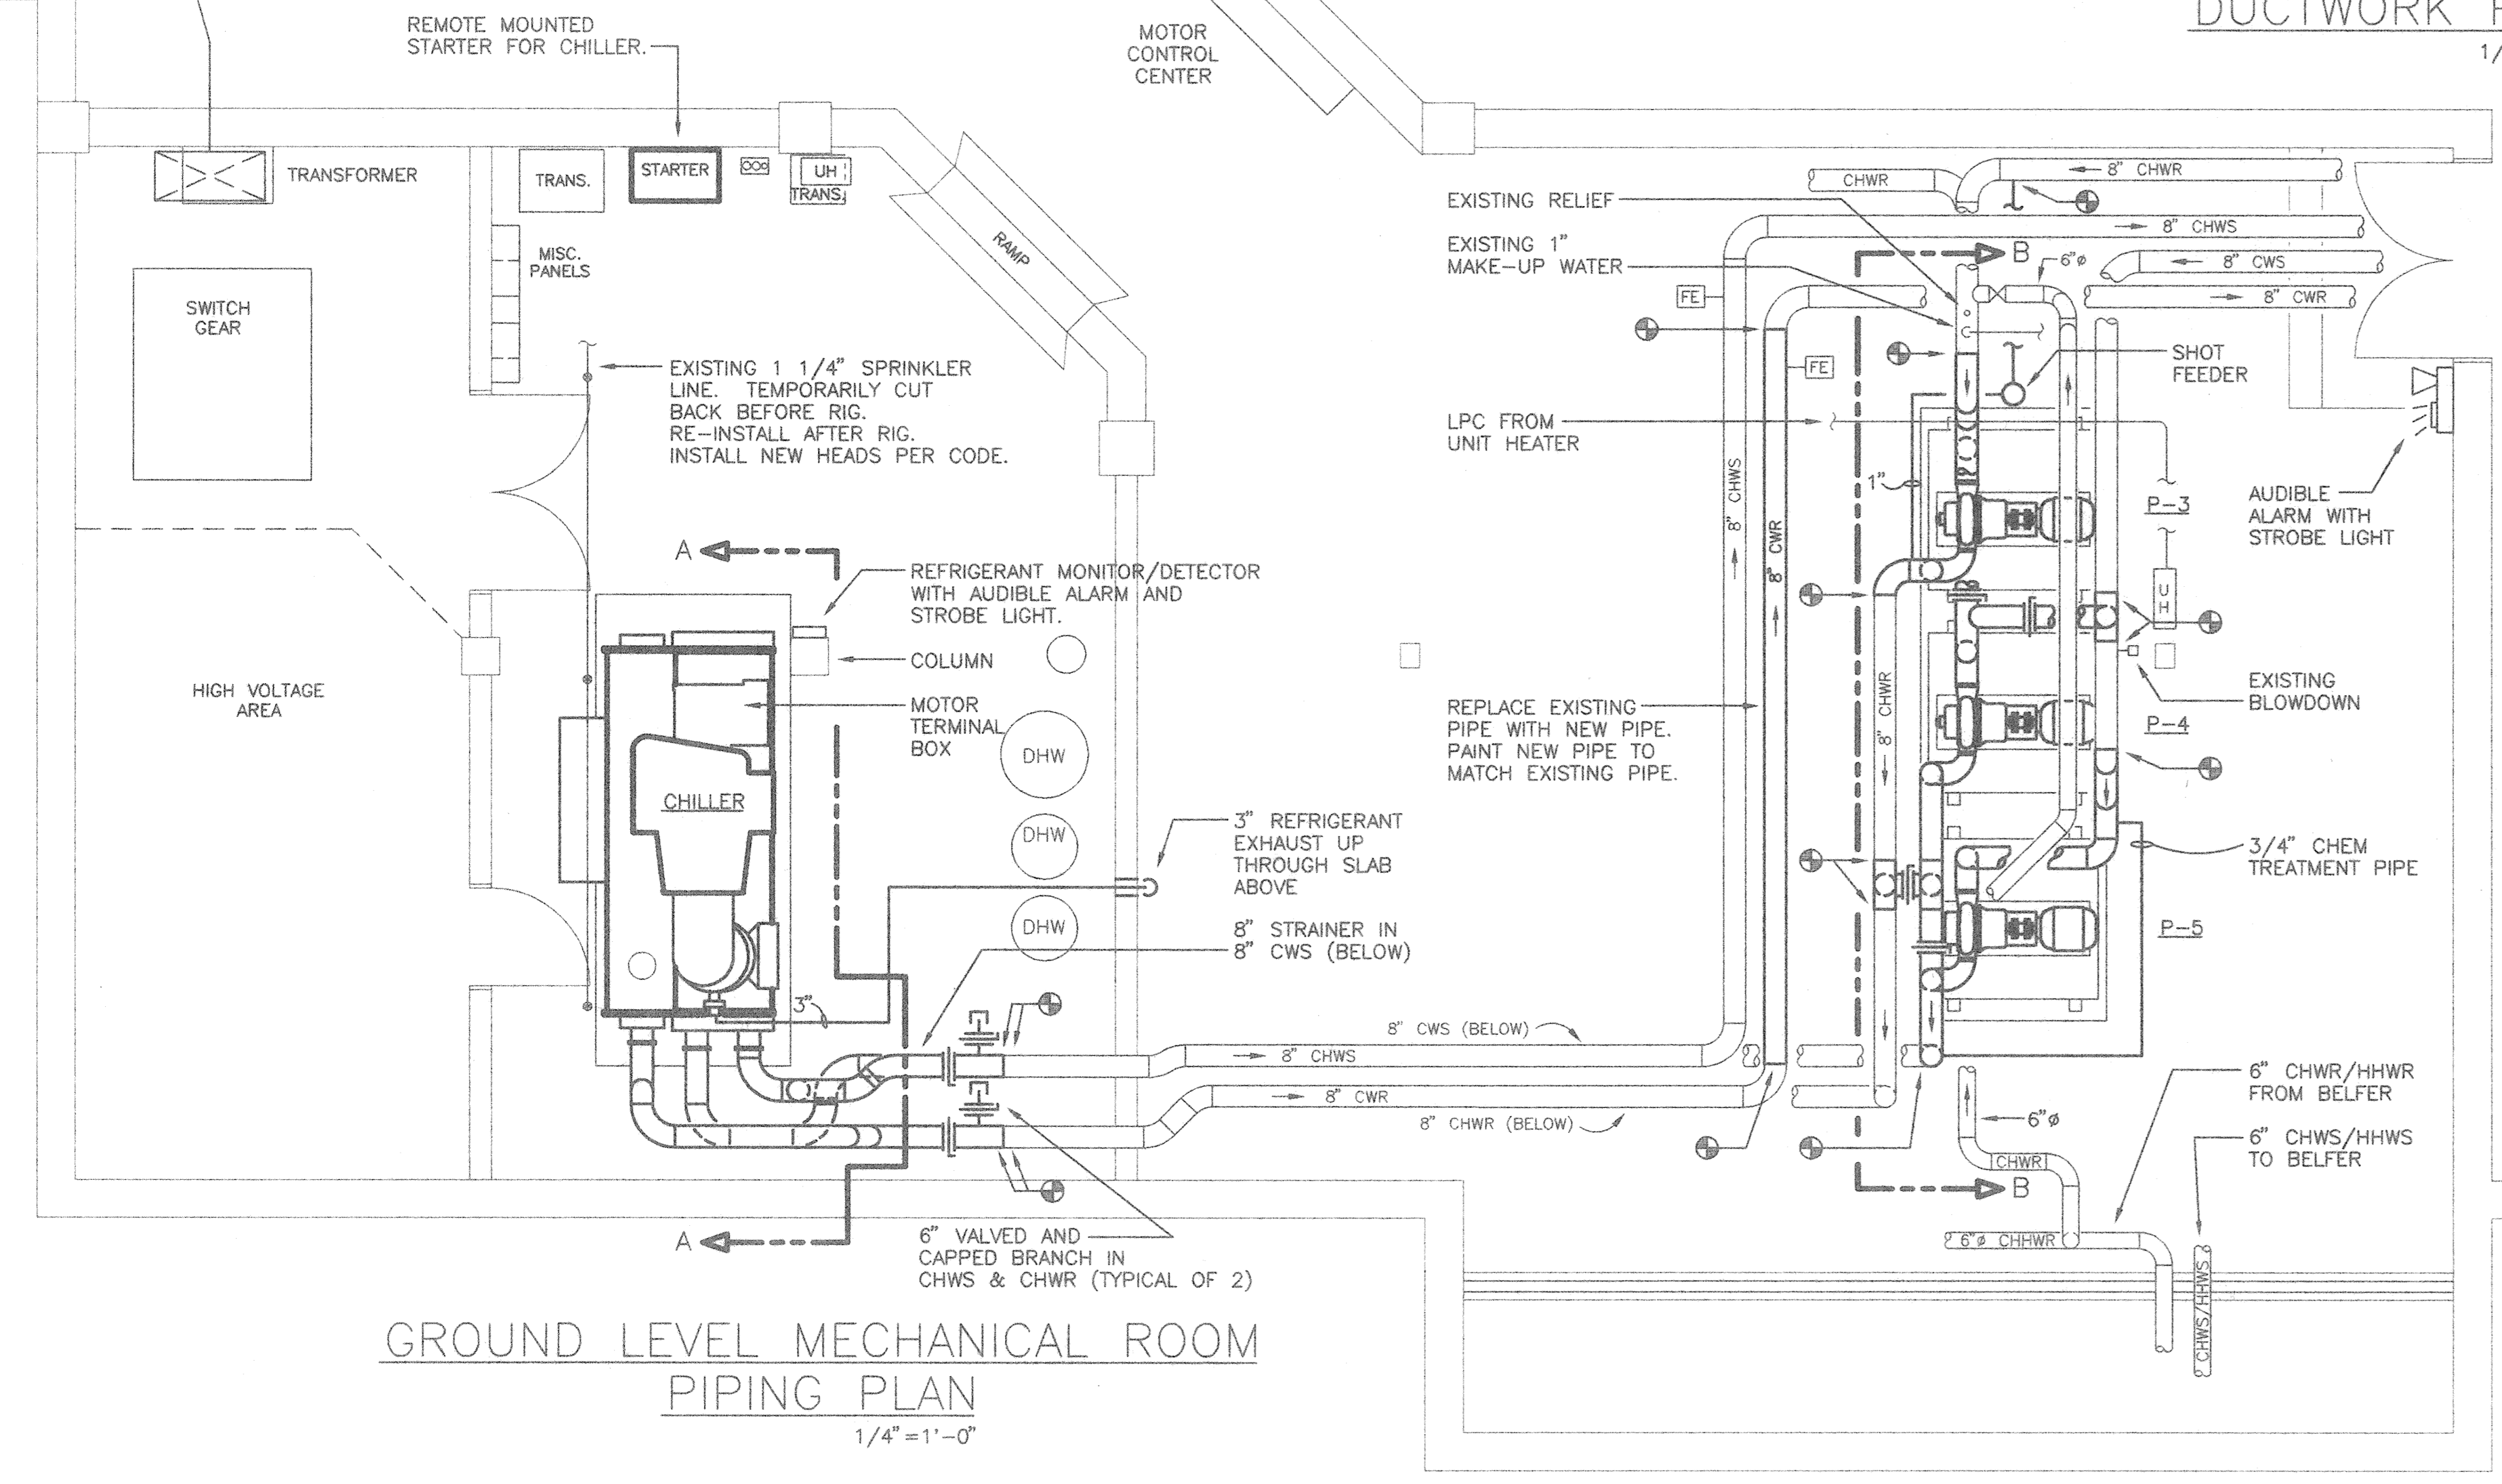 DUCTWORK
1/
REMOTE MOUNTED
STARTER FOR CHILLER.
MOTOR
CONTROL
CENTER
TRANSFORMER
TRANS.
STARTER
UH
TRANS.
MISC.
PANELS
RAMP
SWITCH
GEAR
EXISTING 1 1/4" SPRINKLER
LINE. TEMPORARILY CUT
BACK BEFORE RIG.
RE-INSTALL AFTER RIG.
INSTALL NEW HEADS PER CODE.
A
REFRIGERANT MONITOR/DETECTOR
WITH AUDIBLE ALARM AND
STROBE LIGHT.
COLUMN
HIGH VOLTAGE
AREA
MOTOR
TERMINAL
BOX
DHW
CHILLER
DHW
3" REFRIGERANT
EXHAUST UP
THROUGH SLAB
ABOVE
DHW
8" STRAINER IN
8" CWS (BELOW)
3"
8" CWS (BELOW)
8" CHWS
8" CWR
8" CHWR (BELOW)
A
6" VALVED AND
CAPPED BRANCH IN
CHWS & CHWR (TYPICAL OF 2)
GROUND LEVEL MECHANICAL ROOM
PIPING PLAN
1/4"=1'-0"
CHWR
8" CHWR
EXISTING RELIEF
8" CHWS
EXISTING 1"
MAKE-UP WATER
B
6"ø
8" CWS
FE
8" CWR
FE
SHOT
FEEDER
LPC FROM
UNIT HEATER
8" CHWS
8" CWR
1"
P-3
AUDIBLE
ALARM WITH
STROBE LIGHT
UH
8" CHWR
EXISTING
BLOWDOWN
REPLACE EXISTING
PIPE WITH NEW PIPE.
PAINT NEW PIPE TO
MATCH EXISTING PIPE.
P-4
3/4" CHEM
TREATMENT PIPE
P-5
6" CHWR/HHWR
FROM BELFER
6"ø
6" CHWS/HHWS
TO BELFER
CHWR
B
6"ø CHHWR
CHWS/HHWS